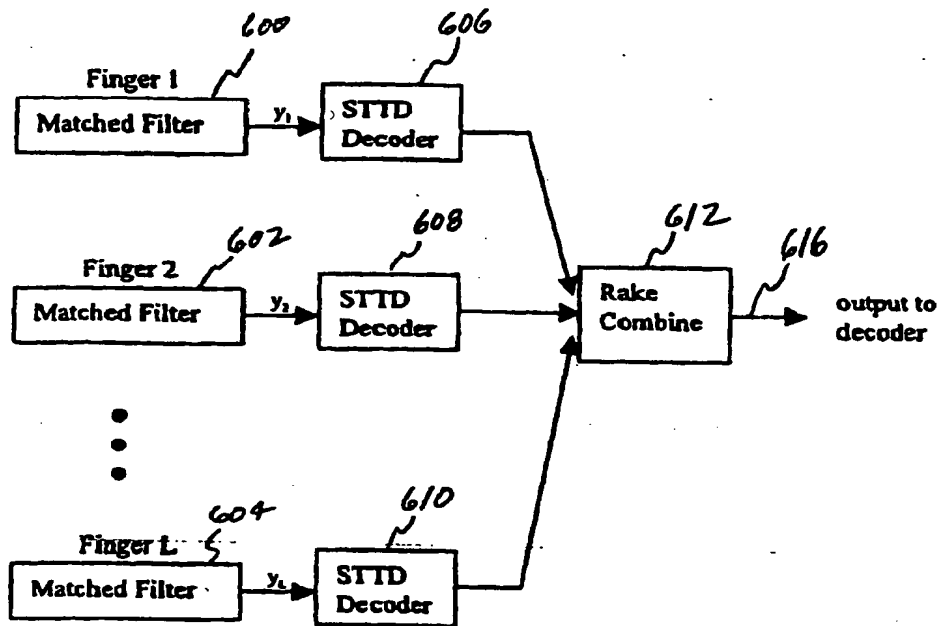 600
606
Finger 1
Matched Filter
y₁
STTD
Decoder
602
608
612
616
Finger 2
Matched Filter
y₂
STTD
Decoder
Rake
Combine
output to
decoder
604
610
Finger L
Matched Filter
y_L
STTD
Decoder